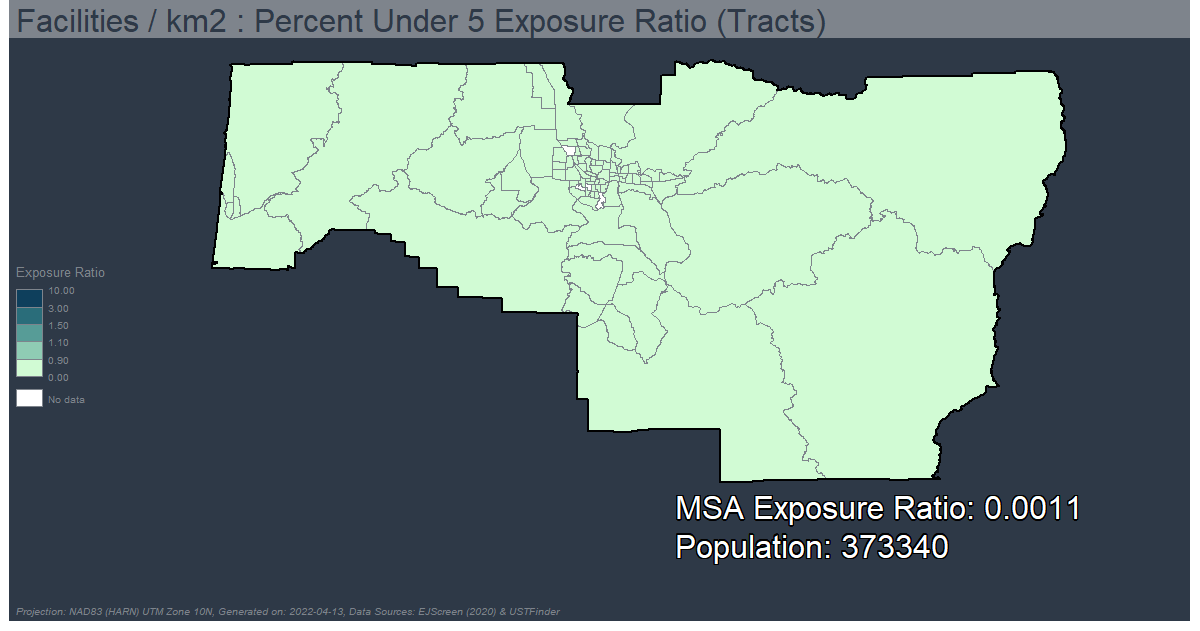 Facilities / km2 : Percent Under 5 Exposure Ratio (Tracts)
Exposure Ratio
10.00
3.00
1.50
1.10
0.90
0.00
No data
MSA Exposure Ratio: 0.0011
Population: 373340
Projection: NAD83 (HARN) UTM Zone 10N, Generated on: 2022-04-13, Data Sources: EJScreen (2020) & USTFinder